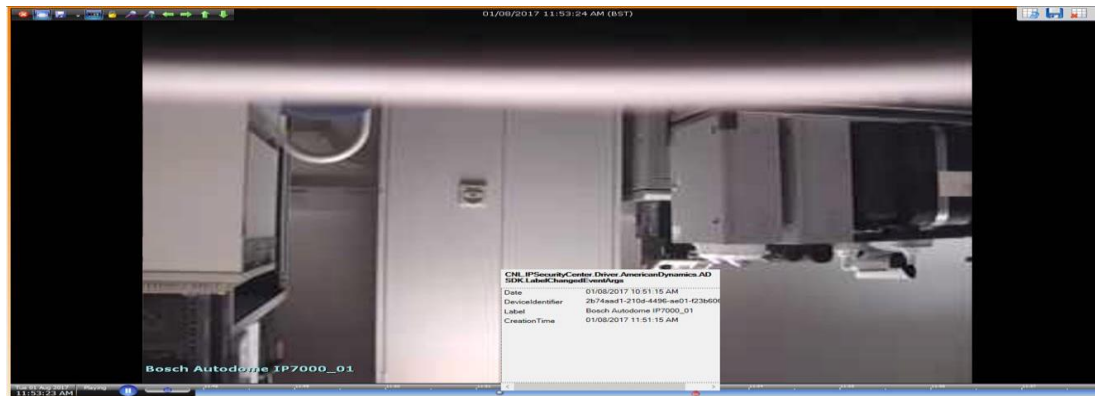 01/08/2017 11:53:24 AM (BST)
CNL.IPSecurityCenter.Driver.AmericanDynamics.AD
SDK.LabelChangedEventArgs
Date 01/08/2017 10:51:15 AM
DeviceIdentifier 2b74aad1-210d-4496-ae01-f23b60
Label Bosch Autodome IP7000_01
CreationTime 01/08/2017 11:51:15 AM
Bosch Autodome IP7000_01
Tue 01 Aug 2017 Playing
11:53:23 AM